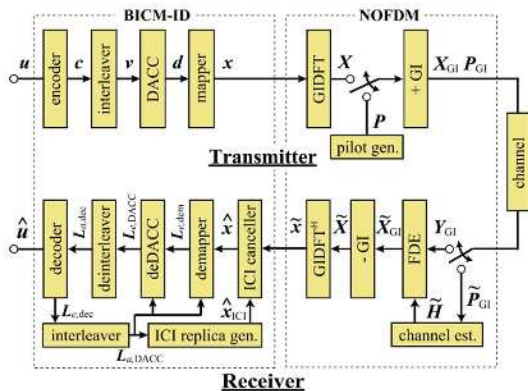 BICM-ID
NOFDM
u
encoder
c
interleaver
v
DACC
d
mapper
x
GIDFT
X
+ GI
X_GI P_GI
P
pilot gen.
channel
Transmitter
û
decoder
L_a,dec
deinterleaver
L_e,DACC
deDACC
L_e,dem
demapper
x̂
ICI canceller
x̃
GIDFT^H
X̃
- GI
X̃_GI
FDE
Y_GI
P̃_GI
L_e,dec
interleaver
L_a,DACC
ICI replica gen.
x̂_ICI
H̃
channel est.
Receiver